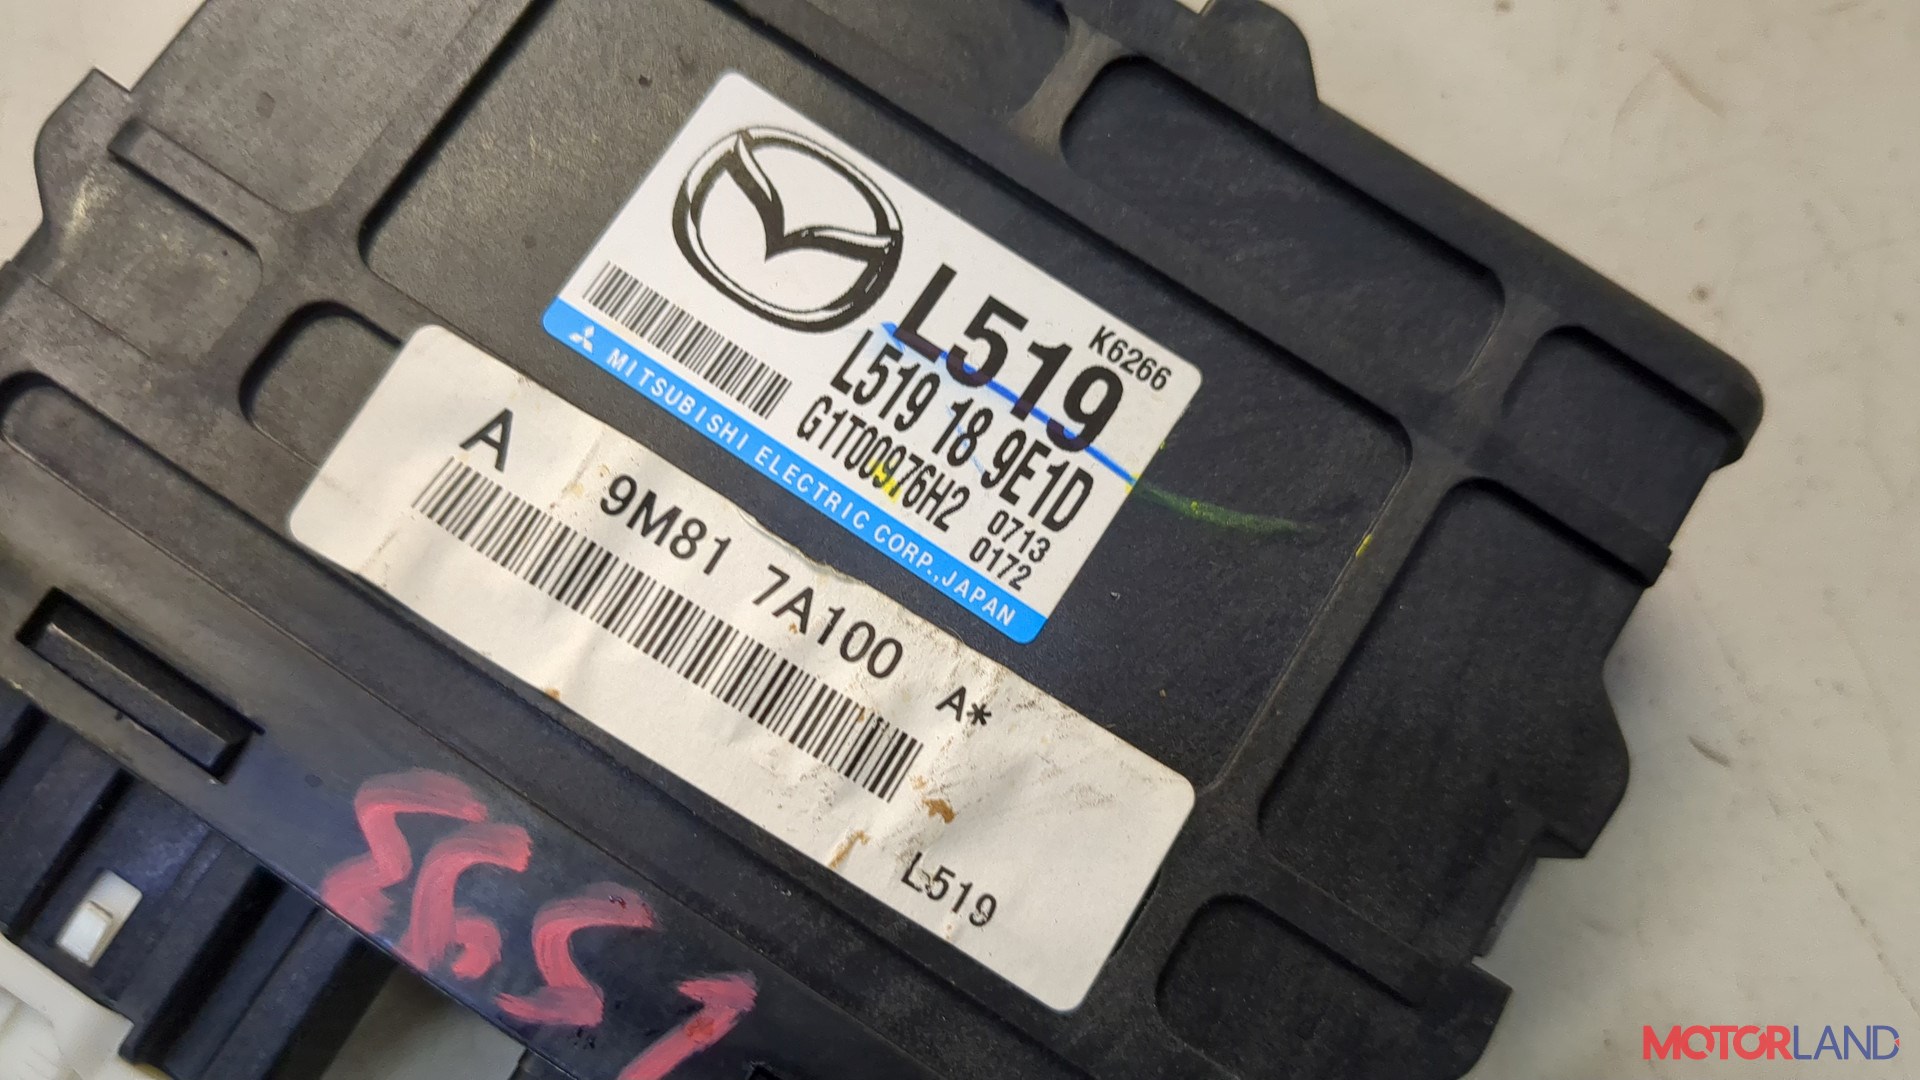 K6266
L519
L519 18 9E1D
G1T00976H2
0713
0172
MITSUBISHI ELECTRIC CORP., JAPAN
A
9M81 7A100 A*
L519
MOTORLAND